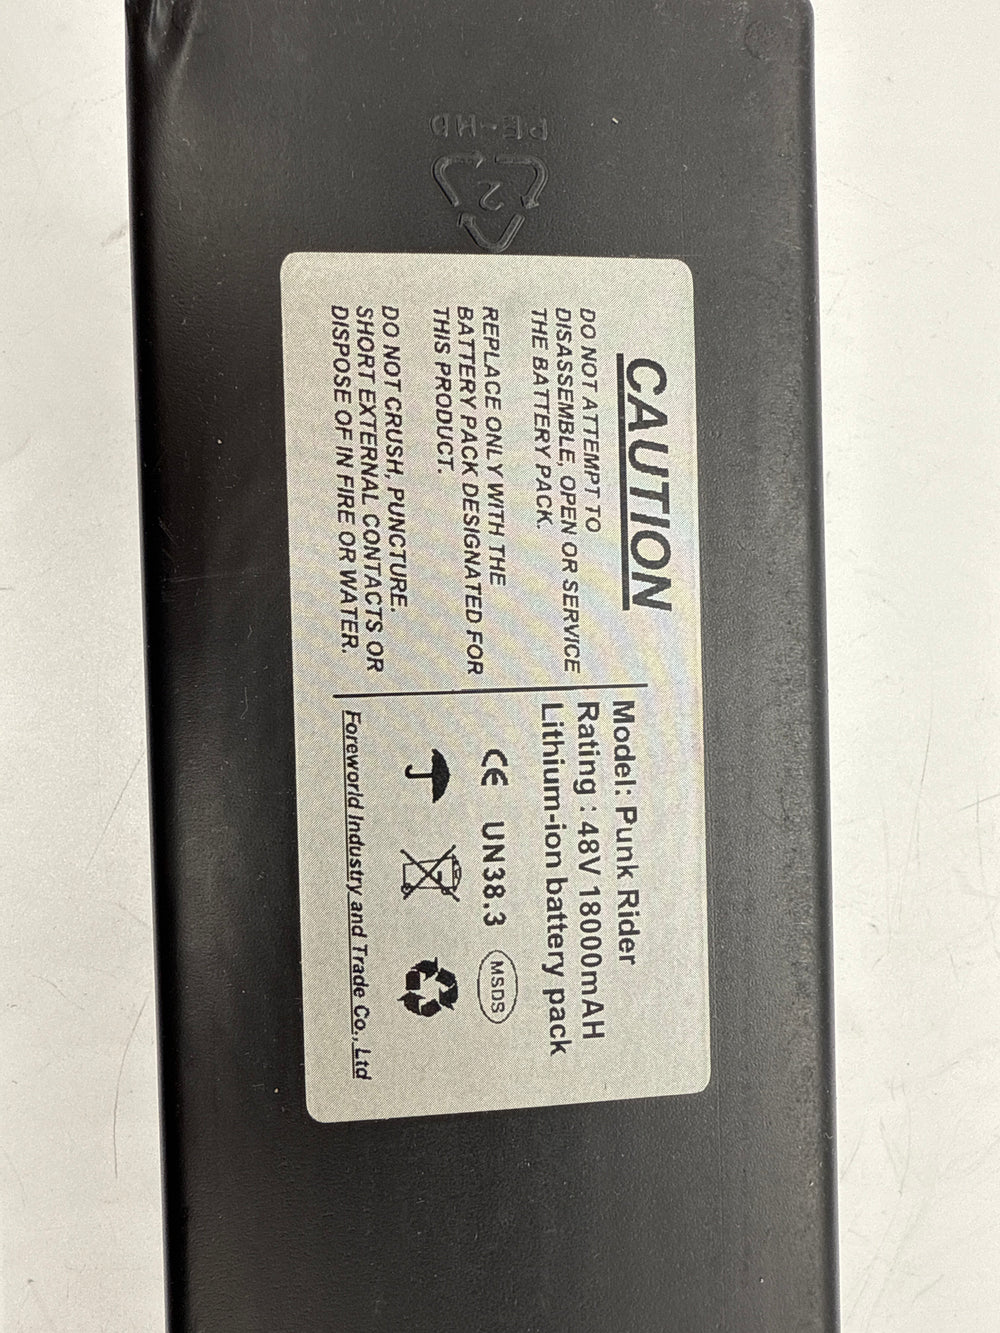 PE-HD
2
CAUTION
DO NOT ATTEMPT TO
DISASSEMBLE, OPEN OR SERVICE
THE BATTERY PACK.
REPLACE ONLY WITH THE
BATTERY PACK DESIGNATED FOR
THIS PRODUCT.
DO NOT CRUSH, PUNCTURE,
SHORT EXTERNAL CONTACTS OR
DISPOSE OF IN FIRE OR WATER.
Model: Punk Rider
Rating : 48V 18000mAH
Lithium-ion battery pack
CE UN38.3 MSDS
Foreworld Industry and Trade Co., Ltd